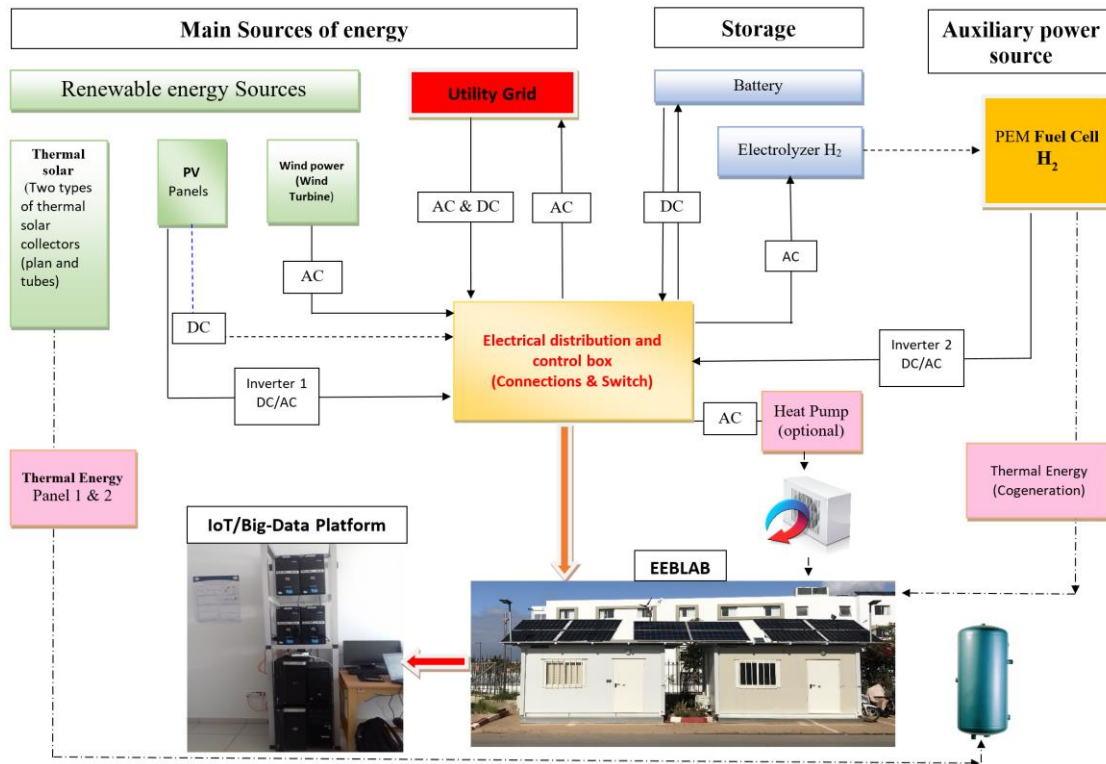 Main Sources of energy
Storage
Auxiliary power
source
Renewable energy Sources
Utility Grid
Battery
Electrolyzer H₂
PEM Fuel Cell
H₂
Thermal
solar
(Two types
of thermal
solar
collectors
(plan and
tubes)
PV
Panels
Wind power
(Wind
Turbine)
AC & DC
AC
DC
AC
AC
DC
Electrical distribution and
control box
(Connections & Switch)
Inverter 2
DC/AC
Inverter 1
DC/AC
AC
Heat Pump
(optional)
Thermal Energy
Panel 1 & 2
Thermal Energy
(Cogeneration)
IoT/Big-Data Platform
EEBLAB